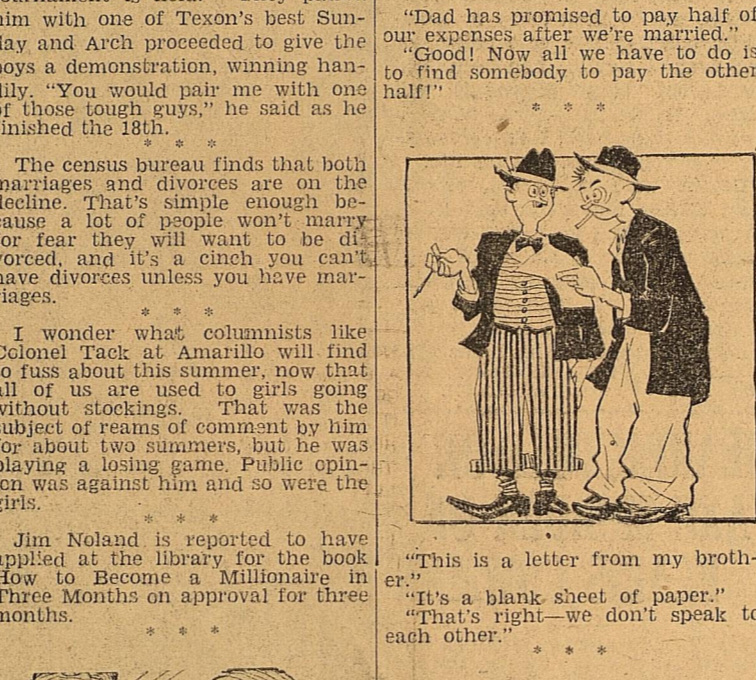 him with one of Texon's best Sun-
day and Arch proceeded to give the
boys a demonstration, winning han-
dily. "You would pair me with one
of those tough guys," he said as he
finished the 18th.
* * *
The census bureau finds that both
marriages and divorces are on the
decline. That's simple enough be-
cause a lot of people won't marry
for fear they will want to be di-
vorced, and it's a cinch you can't
have divorces unless you have mar-
riages.
* * *
I wonder what columnists like
Colonel Tack at Amarillo will find
to fuss about this summer, now that
all of us are used to girls going
without stockings. That was the
subject of reams of comment by him
for about two summers, but he was
playing a losing game. Public opin-
ion was against him and so were the
girls.
* * *
Jim Noland is reported to have
applied at the library for the book
How to Become a Millionaire in
Three Months on approval for three
months.
* * *
"Dad has promised to pay half of
our expenses after we're married."
"Good! Now all we have to do is
to find somebody to pay the other
half!"
* * *
"This is a letter from my broth-
er."
"It's a blank sheet of paper."
"That's right—we don't speak to
each other."
* * *